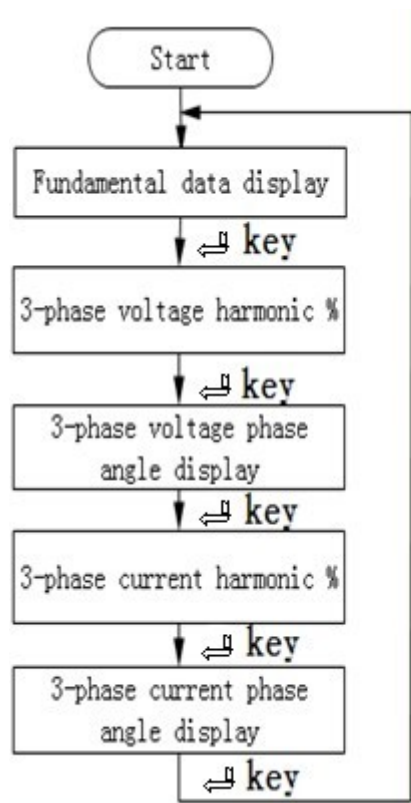 Start
Fundamental data display
key
3-phase voltage harmonic %
key
3-phase voltage phase
angle display
key
3-phase current harmonic %
key
3-phase current phase
angle display
key